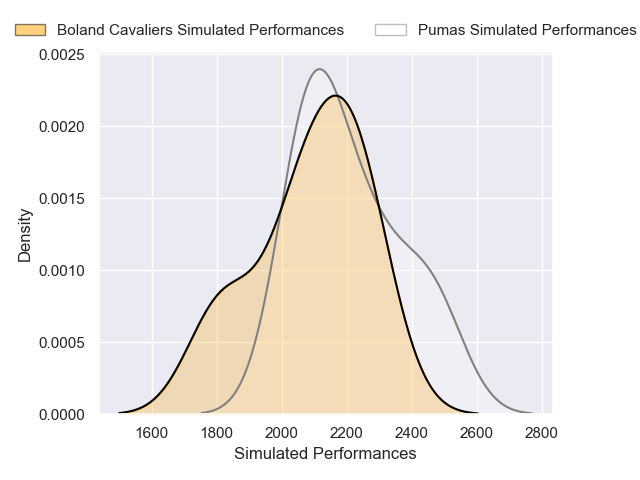 Boland Cavaliers Simulated Performances
Pumas Simulated Performances
0.0025
0.0020
0.0015
0.0010
0.0005
0.0000
Density
1600 1800 2000 2200 2400 2600 2800
Simulated Performances